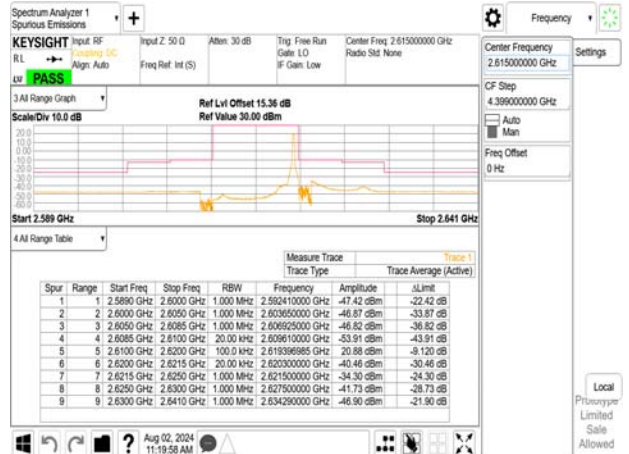 Spectrum Analyzer 1
Spurious Emissions
Frequency
KEYSIGHT Input: RF Input Z: 50 Ω Atten: 30 dB Trig: Free Run Center Freq: 2.615000000 GHz
RL Coupling: DC Gate: LO Radio Std: None
Align: Auto Freq Ref: Int (S) IF Gain: Low
PASS
Center Frequency
2.615000000 GHz
Settings
CF Step
4.399000000 GHz
Auto
Man
Freq Offset
0 Hz
3 All Range Graph
Ref Lvl Offset 15.36 dB
Scale/Div 10.0 dB Ref Value 30.00 dBm
20.0
10.0
0.00
-10.0
-20.0
-30.0
-40.0
-50.0
-60.0
Start 2.589 GHz Stop 2.641 GHz
4 All Range Table
Measure Trace Trace 1
Trace Type Trace Average (Active)
Spur Range Start Freq Stop Freq RBW Frequency Amplitude ΔLimit
1 1 2.5890 GHz 2.6000 GHz 1.000 MHz 2.592410000 GHz -47.42 dBm -22.42 dB
2 2 2.6000 GHz 2.6050 GHz 1.000 MHz 2.603650000 GHz -46.87 dBm -33.87 dB
3 3 2.6050 GHz 2.6085 GHz 1.000 MHz 2.606925000 GHz -46.82 dBm -36.82 dB
4 4 2.6085 GHz 2.6100 GHz 20.00 kHz 2.609610000 GHz -53.91 dBm -43.91 dB
5 5 2.6100 GHz 2.6200 GHz 100.0 kHz 2.619396985 GHz 20.88 dBm -9.120 dB
6 6 2.6200 GHz 2.6215 GHz 20.00 kHz 2.620300000 GHz -40.46 dBm -30.46 dB
7 7 2.6215 GHz 2.6250 GHz 1.000 MHz 2.621500000 GHz -34.30 dBm -24.30 dB
8 8 2.6250 GHz 2.6300 GHz 1.000 MHz 2.627500000 GHz -41.73 dBm -28.73 dB
9 9 2.6300 GHz 2.6410 GHz 1.000 MHz 2.634290000 GHz -46.90 dBm -21.90 dB
Local
Prototype
Limited
Sale
Allowed
? Aug 02, 2024
11:19:58 AM